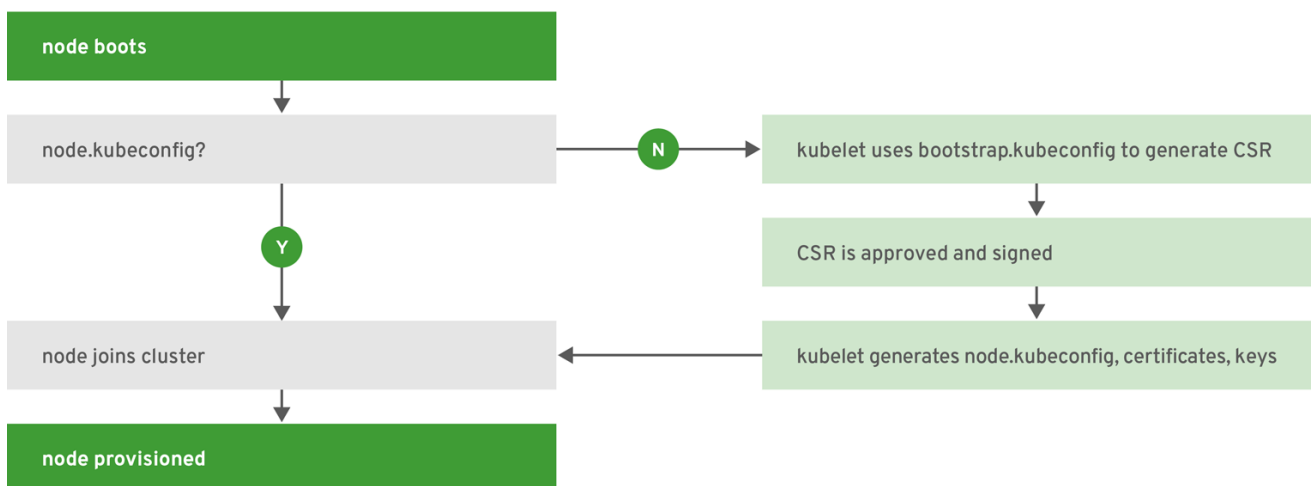 node boots
node.kubeconfig?
N
kubelet uses bootstrap.kubeconfig to generate CSR
Y
CSR is approved and signed
node joins cluster
kubelet generates node.kubeconfig, certificates, keys
node provisioned